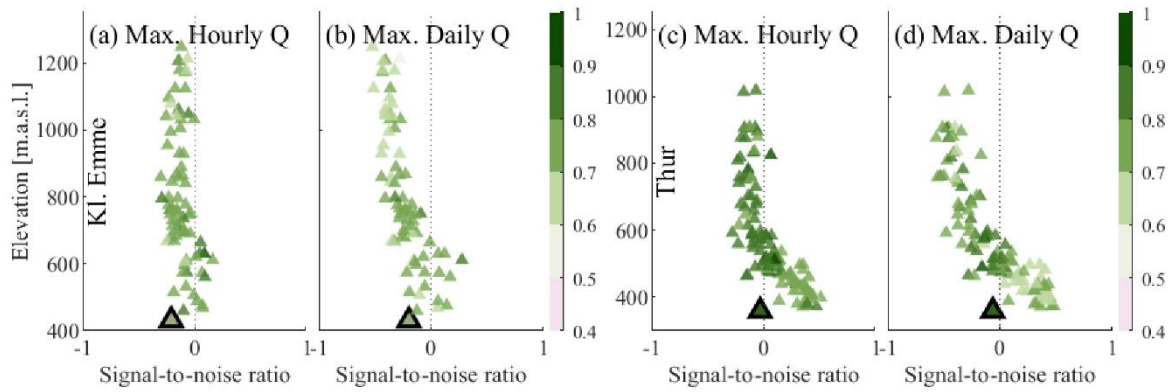 (a) Max. Hourly Q
(b) Max. Daily Q
(c) Max. Hourly Q
(d) Max. Daily Q
Elevation [m.a.s.l.]
1200
1000
800
600
400
Kl. Emme
1
0.9
0.8
0.7
0.6
0.5
0.4
1200
1000
800
600
400
Thur
1
0.9
0.8
0.7
0.6
0.5
0.4
-1 0 1
-1 0 1
-1 0 1
-1 0 1
Signal-to-noise ratio
Signal-to-noise ratio
Signal-to-noise ratio
Signal-to-noise ratio